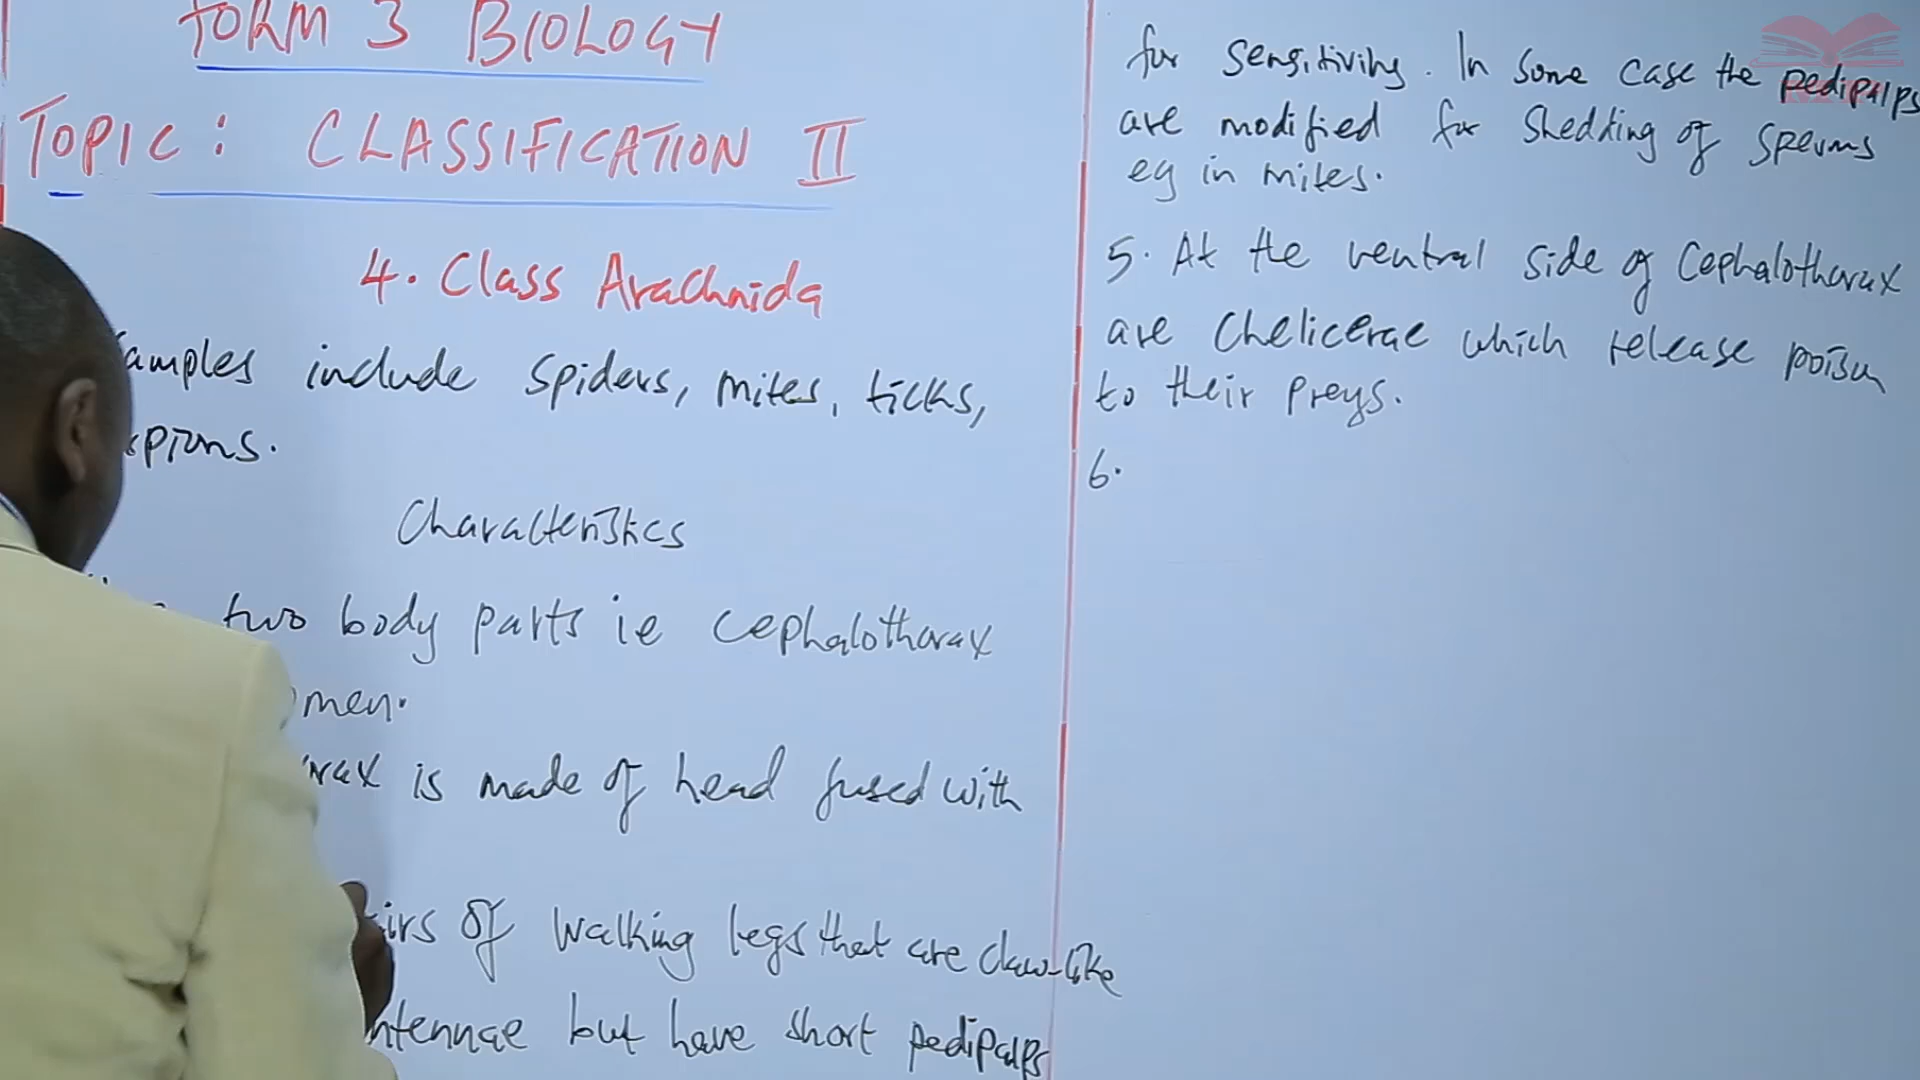 FORM 3 BIOLOGY
TOPIC: CLASSIFICATION II
4. Class Arachnida
amples include spiders, mites, ticks,
pions.
Characteristics
two body parts ie cephalothorax
men.
rax is made of head fused with
irs of walking legs that are claw-like
ntennae but have short pedipalps
for sensitivity. In some case the pedipalps
are modified for shedding of sperms
eg in mites.
5. At the ventral side of Cephalothorax
are Chelicerae which release poison
to their preys.
6.